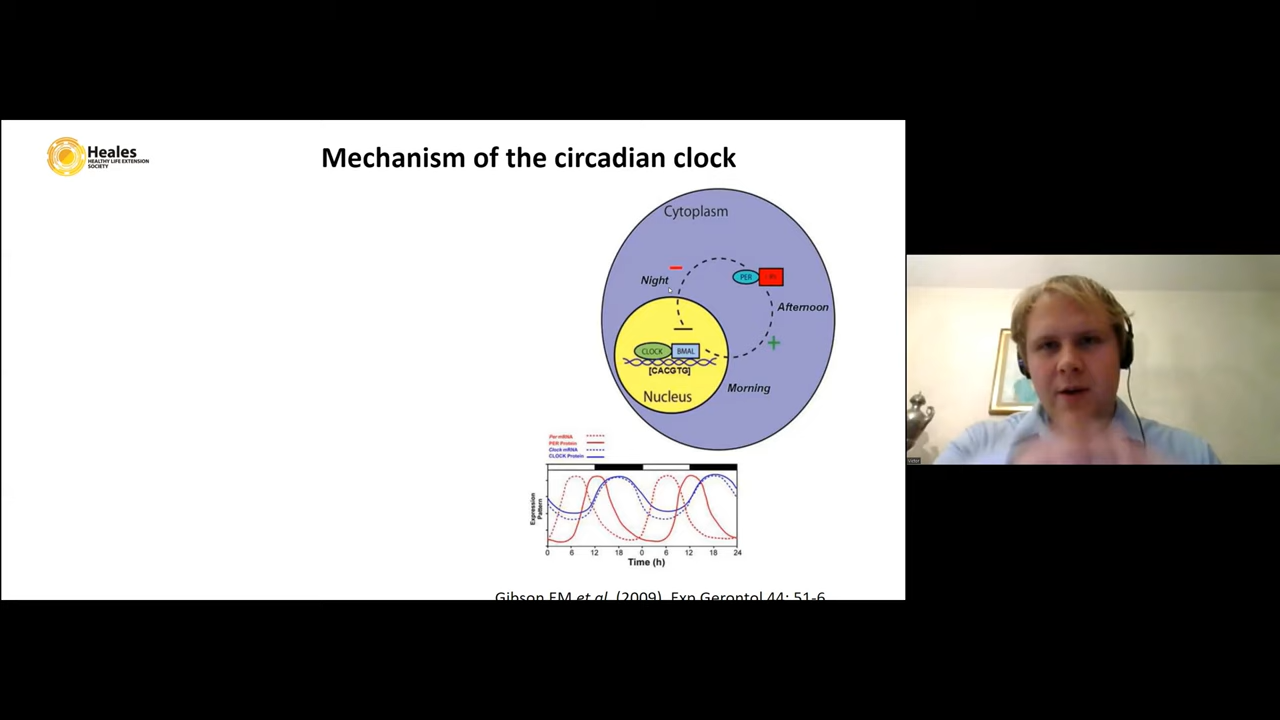 Heales
HEALTHY LIFE EXTENSION
SOCIETY
Mechanism of the circadian clock
Cytoplasm
Night
PER
Afternoon
CLOCK
BMAL
[CACGTG]
Morning
Nucleus
Per mRNA
PER Protein
Clock mRNA
CLOCK Protein
Expression
Pattern
0 6 12 18 0 6 12 18 24
Time (h)
Gibson EM et al. (2009). Exp Gerontol 44: 51-6